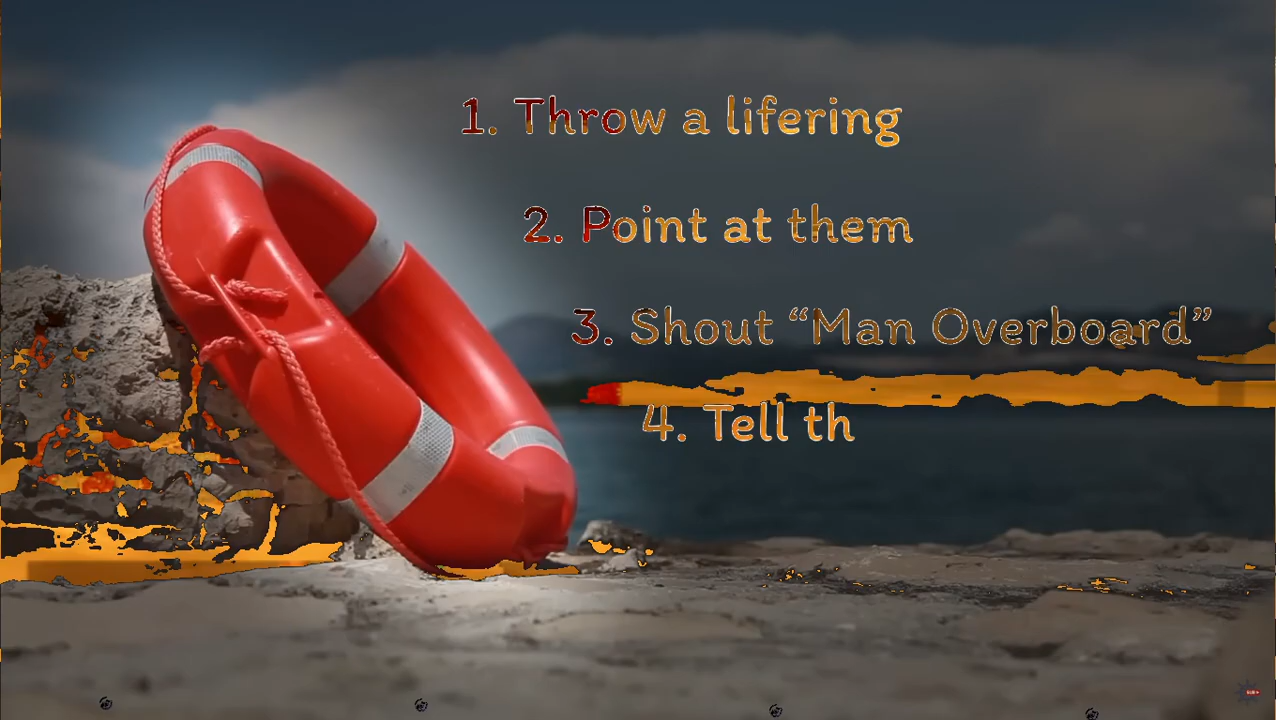 1. Throw a lifering
2. Point at them
3. Shout “Man Overboard”
4. Tell th